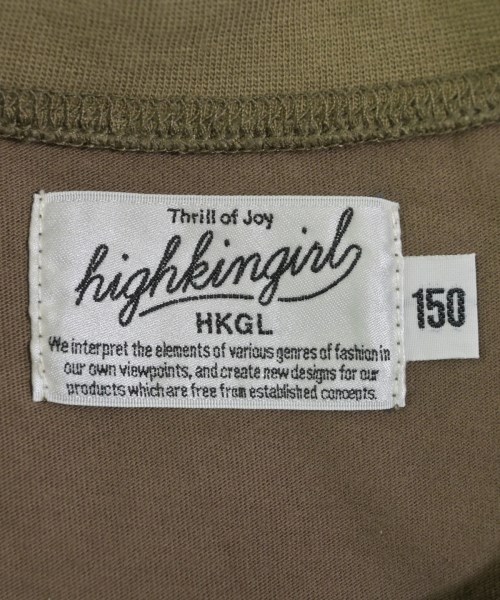 Thrill of Joy
highkingirl
HKGL
150
We interpret the elements of various genres of fashion in
our own viewpoints, and create new designs for our
products which are free from established concepts.